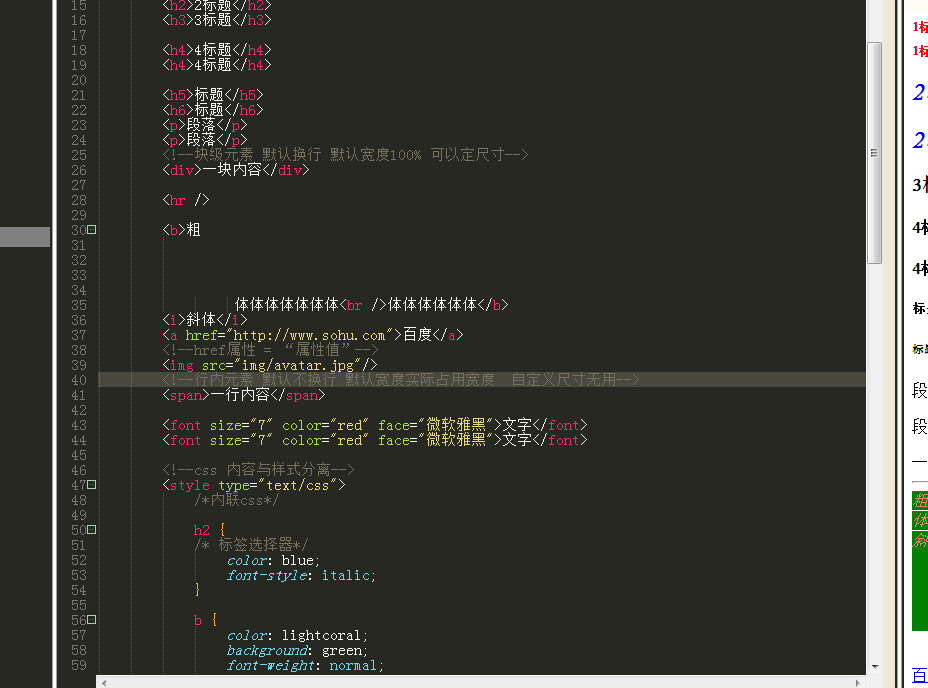 15 <h2>2标题</h2>
16 <h3>3标题</h3>
17
18 <h4>4标题</h4>
19 <h4>4标题</h4>
20
21 <h5>标题</h5>
22 <h6>标题</h6>
23 <p>段落</p>
24 <p>段落</p>
25 <!--块级元素 默认换行 默认宽度100% 可以定尺寸-->
26 <div>一块内容</div>
27
28 <hr />
29
30 <b>粗
31
32
33
34
35 体体体体体体体<br />体体体体体体</b>
36 <i>斜体</i>
37 <a href="http://www.sohu.com">百度</a>
38 <!--href属性 = “属性值”-->
39 <img src="img/avatar.jpg"/>
40 <!--行内元素 默认不换行 默认宽度实际占用宽度  自定义尺寸无用-->
41 <span>一行内容</span>
42
43 <font size="7" color="red" face="微软雅黑">文字</font>
44 <font size="7" color="red" face="微软雅黑">文字</font>
45
46 <!--css 内容与样式分离-->
47 <style type="text/css">
48 /*内联css*/
49
50 h2 {
51 /* 标签选择器*/
52 color: blue;
53 font-style: italic;
54 }
55
56 b {
57 color: lightcoral;
58 background: green;
59 font-weight: normal;
1标
1标
2
2
3标
4标
4标
标
标题
段
段
一
粗
体
斜
百